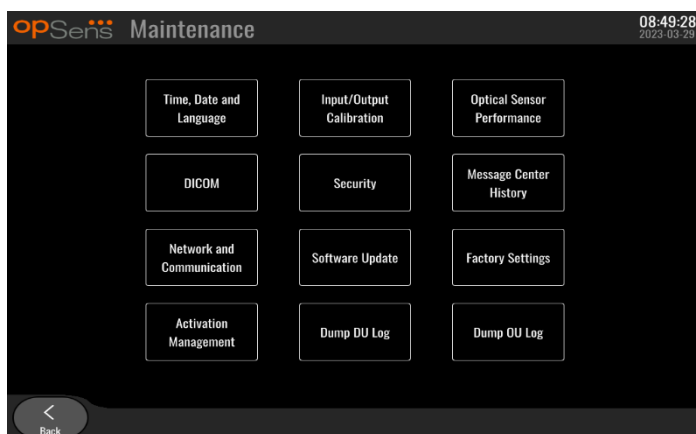 opSens Maintenance
08:49:28
2023-03-29
Time, Date and
Language
Input/Output
Calibration
Optical Sensor
Performance
DICOM
Security
Message Center
History
Network and
Communication
Software Update
Factory Settings
Activation
Management
Dump DU Log
Dump OU Log
Back